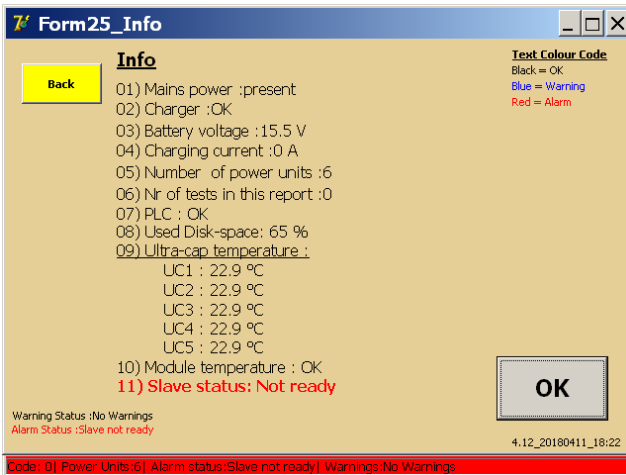 Form25_Info
Info
Text Colour Code
Black = OK
Blue = Warning
Red = Alarm
Back
01) Mains power :present
02) Charger :OK
03) Battery voltage :15.5 V
04) Charging current :0 A
05) Number of power units :6
06) Nr of tests in this report :0
07) PLC : OK
08) Used Disk-space: 65 %
09) Ultra-cap temperature :
UC1 : 22.9 ºC
UC2 : 22.9 ºC
UC3 : 22.9 ºC
UC4 : 22.9 ºC
UC5 : 22.9 ºC
10) Module temperature : OK
11) Slave status: Not ready
OK
Warning Status :No Warnings
Alarm Status :Slave not ready
4.12_20180411_18:22
Code: 0| Power Units:6| Alarm status:Slave not ready| Warnings:No Warnings